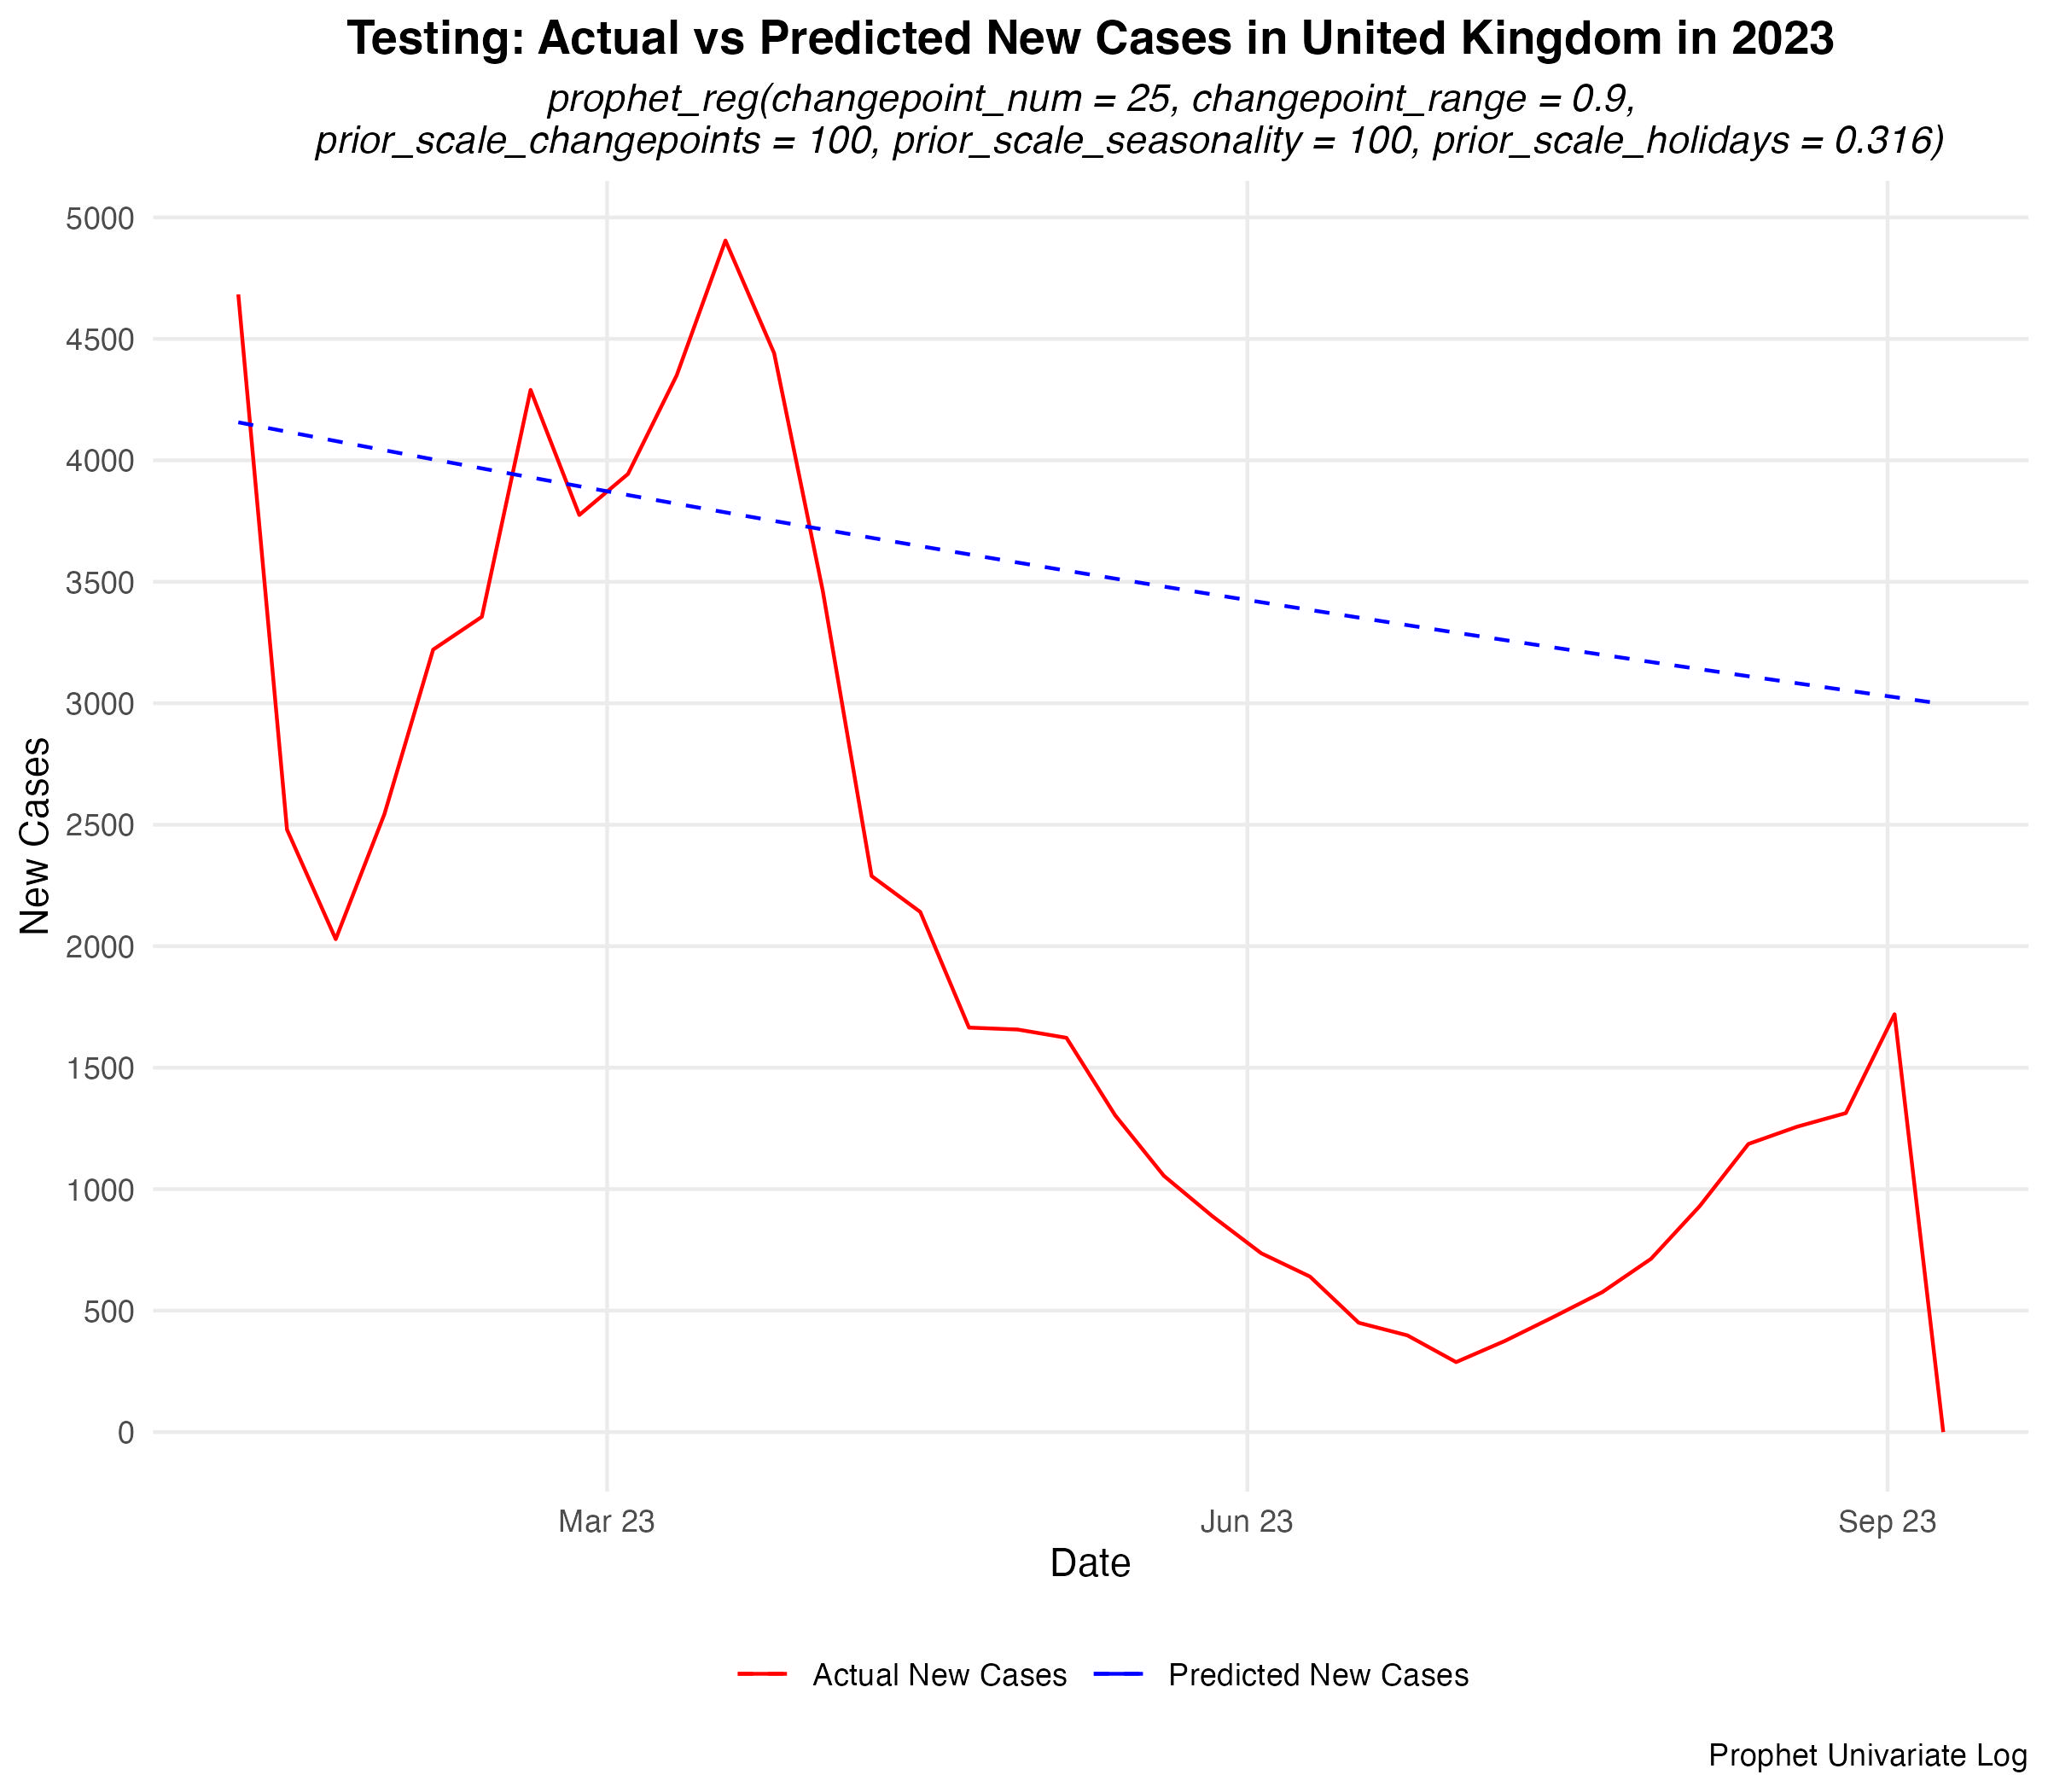 Testing: Actual vs Predicted New Cases in United Kingdom in 2023
prophet_reg(changepoint_num = 25, changepoint_range = 0.9,
prior_scale_changepoints = 100, prior_scale_seasonality = 100, prior_scale_holidays = 0.316)
5000
4500
4000
3500
3000
2500
2000
1500
1000
500
0
New Cases
Mar 23
Jun 23
Sep 23
Date
Actual New Cases
Predicted New Cases
Prophet Univariate Log